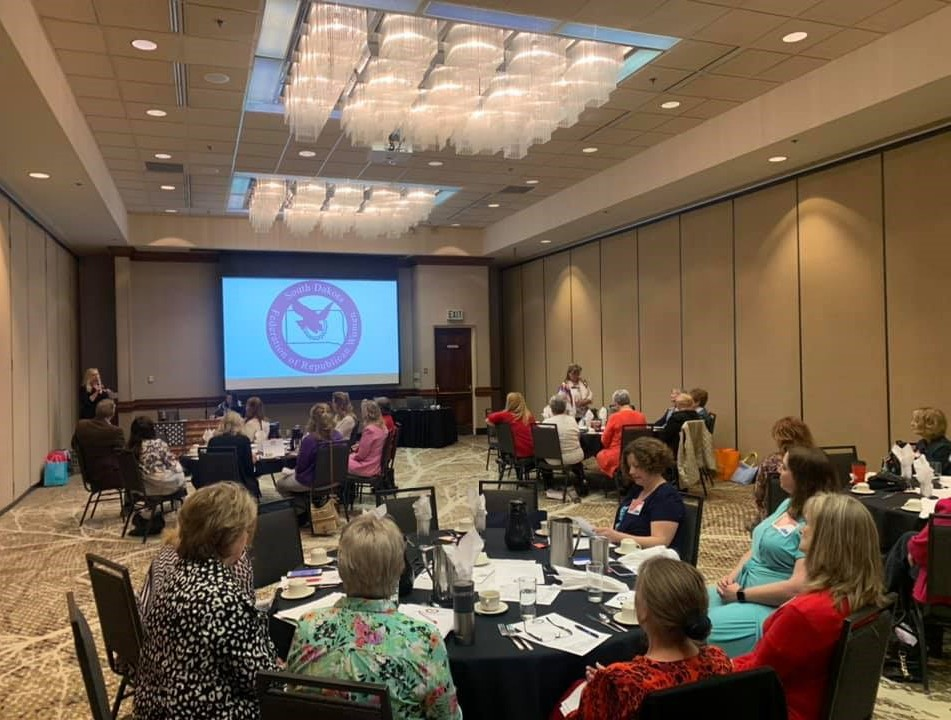 South Dakota
Federation of Republican Women
EXIT